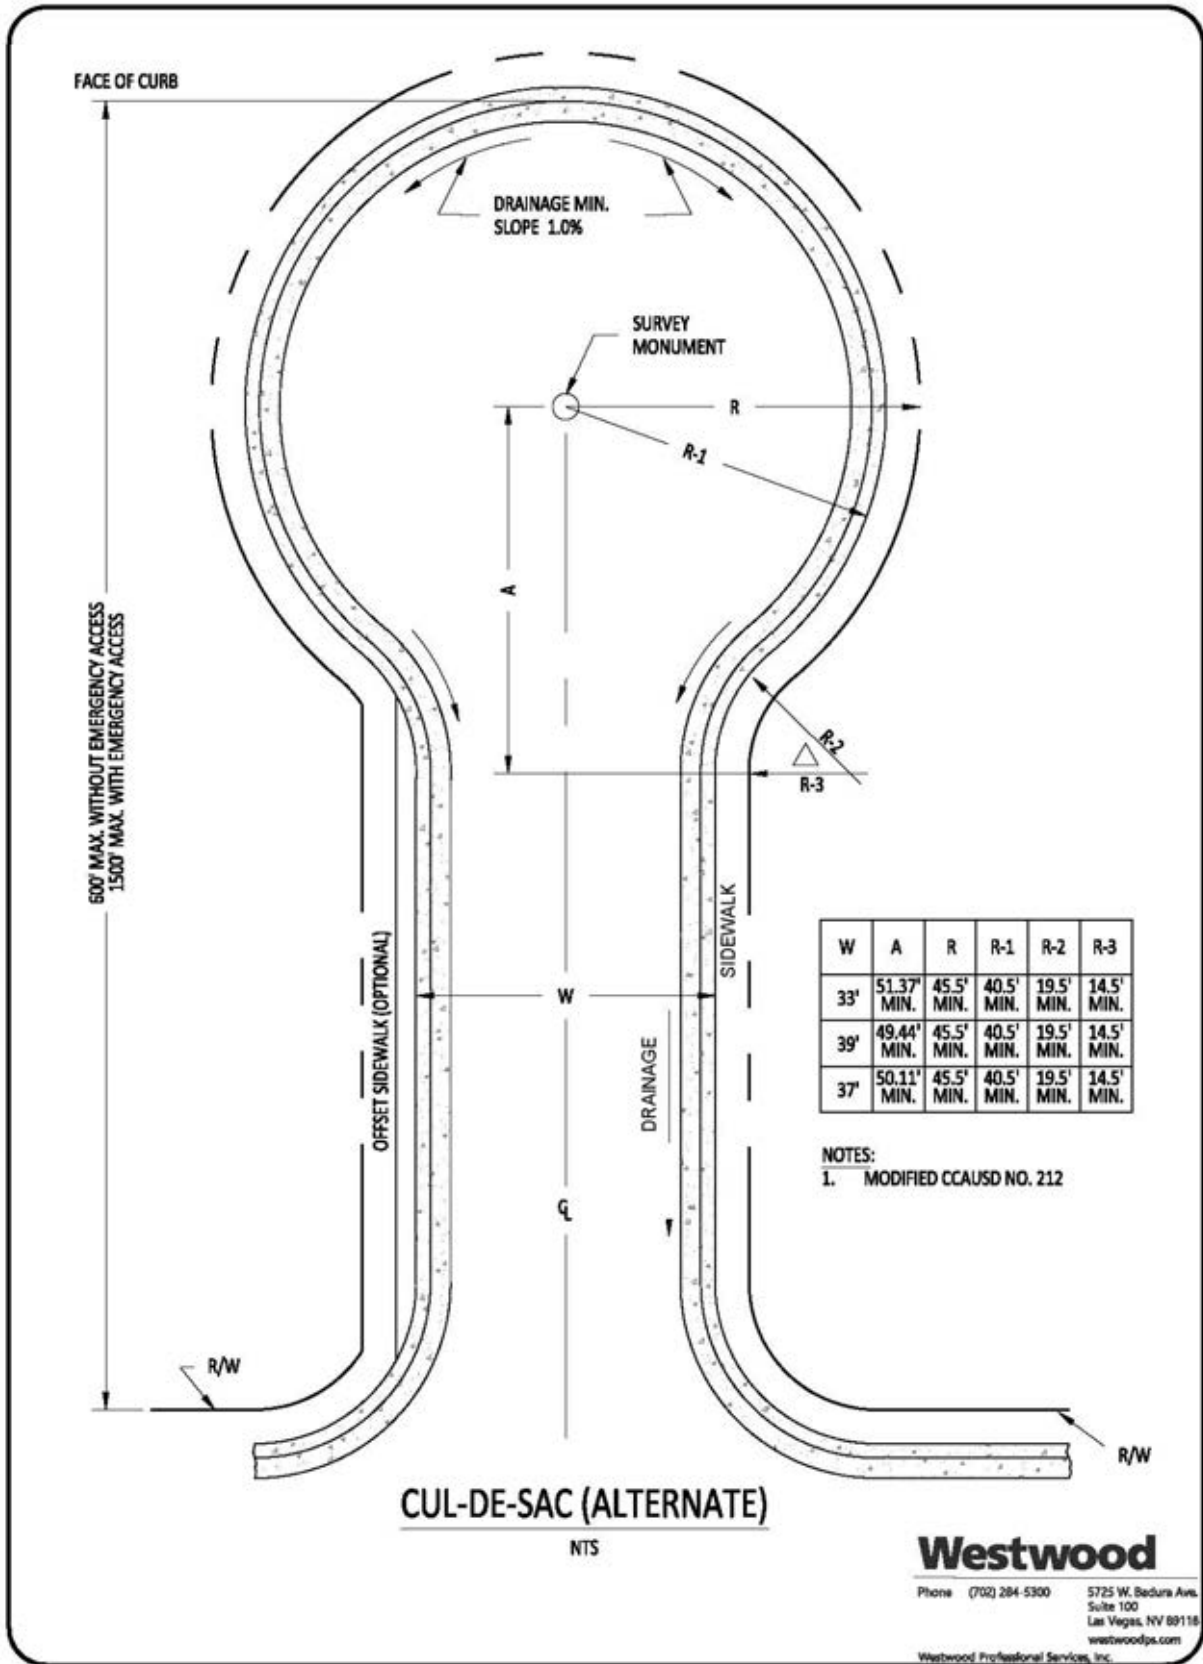 FACE OF CURB
DRAINAGE MIN.
SLOPE 1.0%
SURVEY
MONUMENT
R
R-1
A
600' MAX. WITHOUT EMERGENCY ACCESS
1500' MAX. WITH EMERGENCY ACCESS
R-2
R-3
OFFSET SIDEWALK (OPTIONAL)
SIDEWALK
W
DRAINAGE
W A R R-1 R-2 R-3
33' 51.37' MIN. 45.5' MIN. 40.5' MIN. 19.5' MIN. 14.5' MIN.
39' 49.44' MIN. 45.5' MIN. 40.5' MIN. 19.5' MIN. 14.5' MIN.
37' 50.11' MIN. 45.5' MIN. 40.5' MIN. 19.5' MIN. 14.5' MIN.
NOTES:
1. MODIFIED CCAUSD NO. 212
℄
R/W
R/W
CUL-DE-SAC (ALTERNATE)
NTS
Westwood
Phone (702) 284-5300
5725 W. Badura Ave.
Suite 100
Las Vegas, NV 89118
westwoodps.com
Westwood Professional Services, Inc.